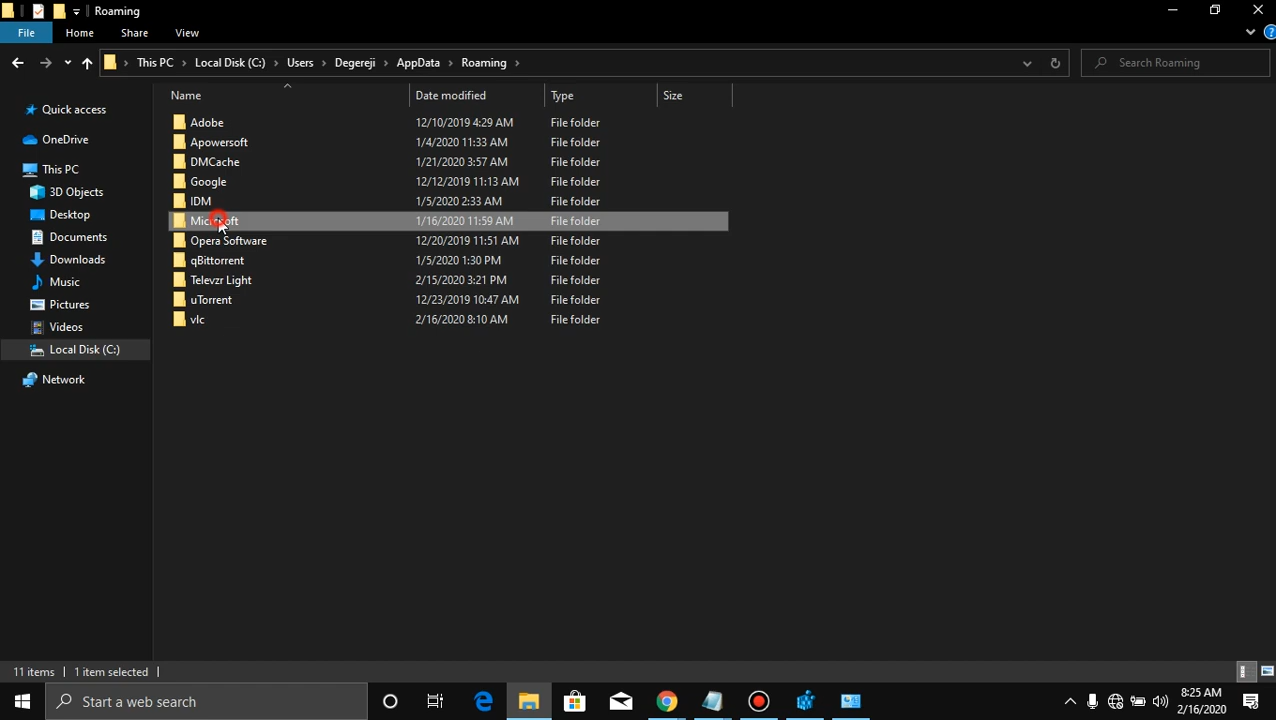 Roaming
File Home Share View
This PC Local Disk (C:) Users Degereji AppData Roaming Search Roaming
Name Date modified Type Size
Quick access
OneDrive
This PC
3D Objects
Desktop
Documents
Downloads
Music
Pictures
Videos
Local Disk (C:)
Network
Adobe 12/10/2019 4:29 AM File folder
Apowersoft 1/4/2020 11:33 AM File folder
DMCache 1/21/2020 3:57 AM File folder
Google 12/12/2019 11:13 AM File folder
IDM 1/5/2020 2:33 AM File folder
Microsoft 1/16/2020 11:59 AM File folder
Opera Software 12/20/2019 11:51 AM File folder
qBittorrent 1/5/2020 1:30 PM File folder
Televzr Light 2/15/2020 3:21 PM File folder
uTorrent 12/23/2019 10:47 AM File folder
vlc 2/16/2020 8:10 AM File folder
11 items 1 item selected
Start a web search
8:25 AM
2/16/2020